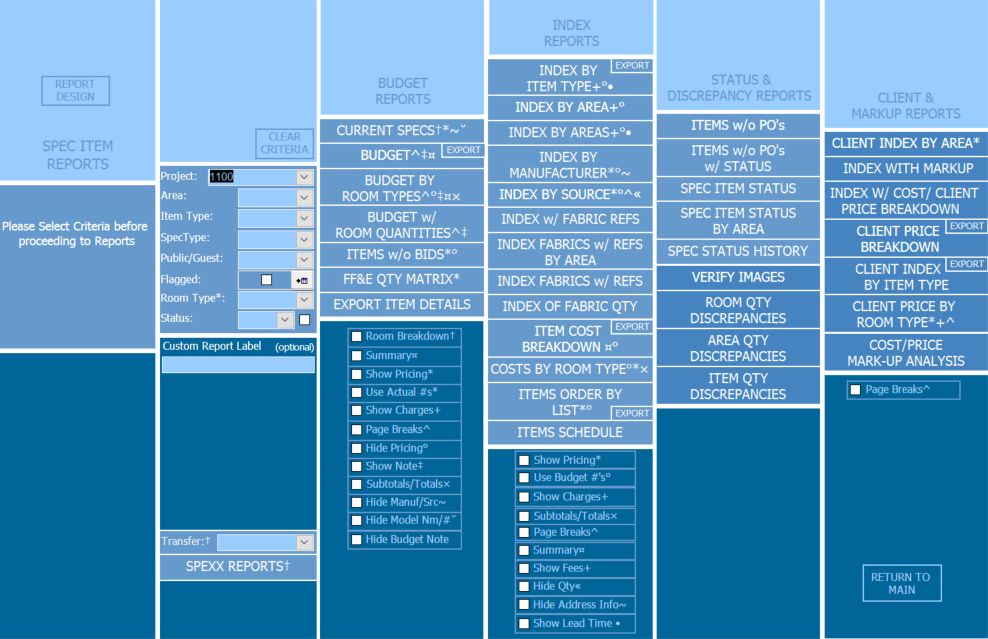 REPORT
DESIGN
SPEC ITEM
REPORTS
Please Select Criteria before
proceeding to Reports
CLEAR
CRITERIA
Project: 1100
Area:
Item Type:
SpecType:
Public/Guest:
Flagged:
Room Type*:
Status:
Custom Report Label (optional)
Transfer:†
SPEXX REPORTS†
BUDGET
REPORTS
CURRENT SPECS†*~˘
BUDGET^‡¤ EXPORT
BUDGET BY
ROOM TYPES^°‡¤×
BUDGET w/
ROOM QUANTITIES^‡
ITEMS w/o BIDS*°
FF&E QTY MATRIX*
EXPORT ITEM DETAILS
Room Breakdown†
Summary¤
Show Pricing*
Use Actual #s*
Show Charges+
Page Breaks^
Hide Pricing°
Show Note‡
Subtotals/Totals×
Hide Manuf/Src~
Hide Model Nm/#˘
Hide Budget Note
INDEX
REPORTS
INDEX BY EXPORT
ITEM TYPE+°•
INDEX BY AREA+°
INDEX BY AREAS+°•
INDEX BY
MANUFACTURER*°~
INDEX BY SOURCE*°^«
INDEX w/ FABRIC REFS
INDEX FABRICS w/ REFS
BY AREA
INDEX FABRICS w/ REFS
INDEX OF FABRIC QTY
ITEM COST EXPORT
BREAKDOWN ¤°
COSTS BY ROOM TYPE°*×
ITEMS ORDER BY
LIST*° EXPORT
ITEMS SCHEDULE
Show Pricing*
Use Budget #'s°
Show Charges+
Subtotals/Totals×
Page Breaks^
Summary¤
Show Fees+
Hide Qty«
Hide Address Info~
Show Lead Time •
STATUS &
DISCREPANCY REPORTS
ITEMS w/o PO's
ITEMS w/o PO's
w/ STATUS
SPEC ITEM STATUS
SPEC ITEM STATUS
BY AREA
SPEC STATUS HISTORY
VERIFY IMAGES
ROOM QTY
DISCUPANCIES
AREA QTY
DISCREPANCIES
ITEM QTY
DISCREPANCIES
CLIENT &
MARKUP REPORTS
CLIENT INDEX BY AREA*
INDEX WITH MARKUP
INDEX W/ COST/ CLIENT
PRICE BREAKDOWN
CLIENT PRICE EXPORT
BREAKDOWN
CLIENT INDEX EXPORT
BY ITEM TYPE
CLIENT PRICE BY
ROOM TYPE*+^
COST/PRICE
MARK-UP ANALYSIS
Page Breaks^
RETURN TO
MAIN